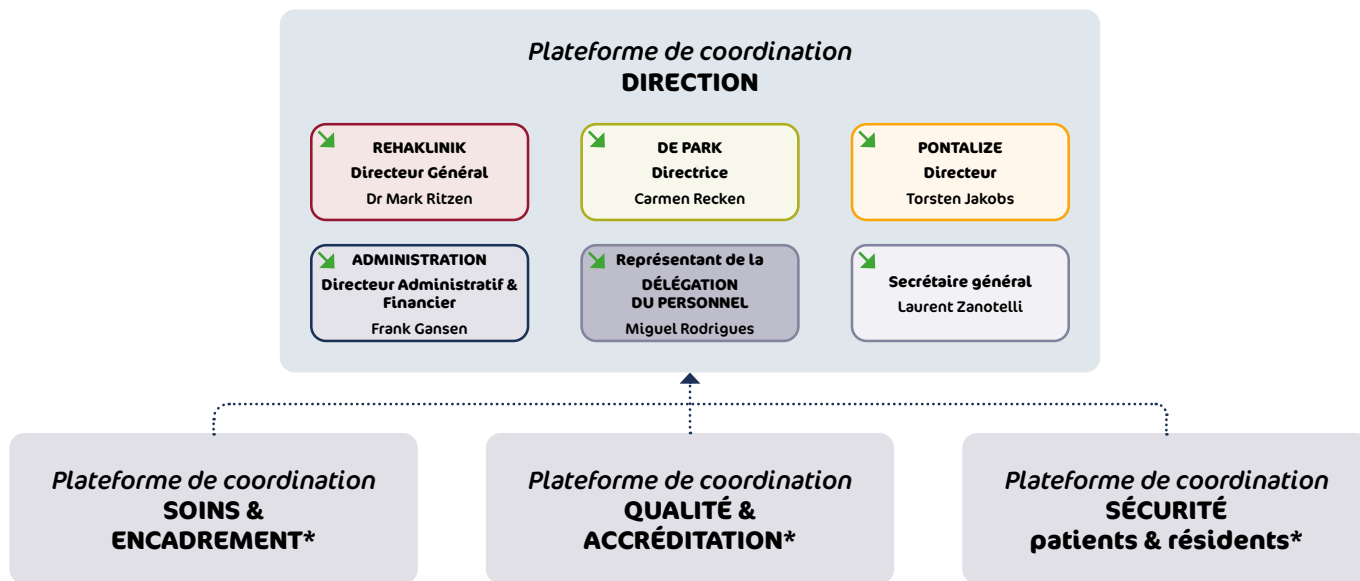 Plateforme de coordination
DIRECTION
REHAKLINIK
Directeur Général
Dr Mark Ritzen
DE PARK
Directrice
Carmen Recken
PONTALIZE
Directeur
Torsten Jakobs
ADMINISTRATION
Directeur Administratif &
Financier
Frank Gansen
Représentant de la
DÉLÉGATION
DU PERSONNEL
Miguel Rodrigues
Secrétaire général
Laurent Zanotelli
Plateforme de coordination
SOINS &
ENCADREMENT*
Plateforme de coordination
QUALITÉ &
ACCRÉDITATION*
Plateforme de coordination
SÉCURITÉ
patients & résidents*